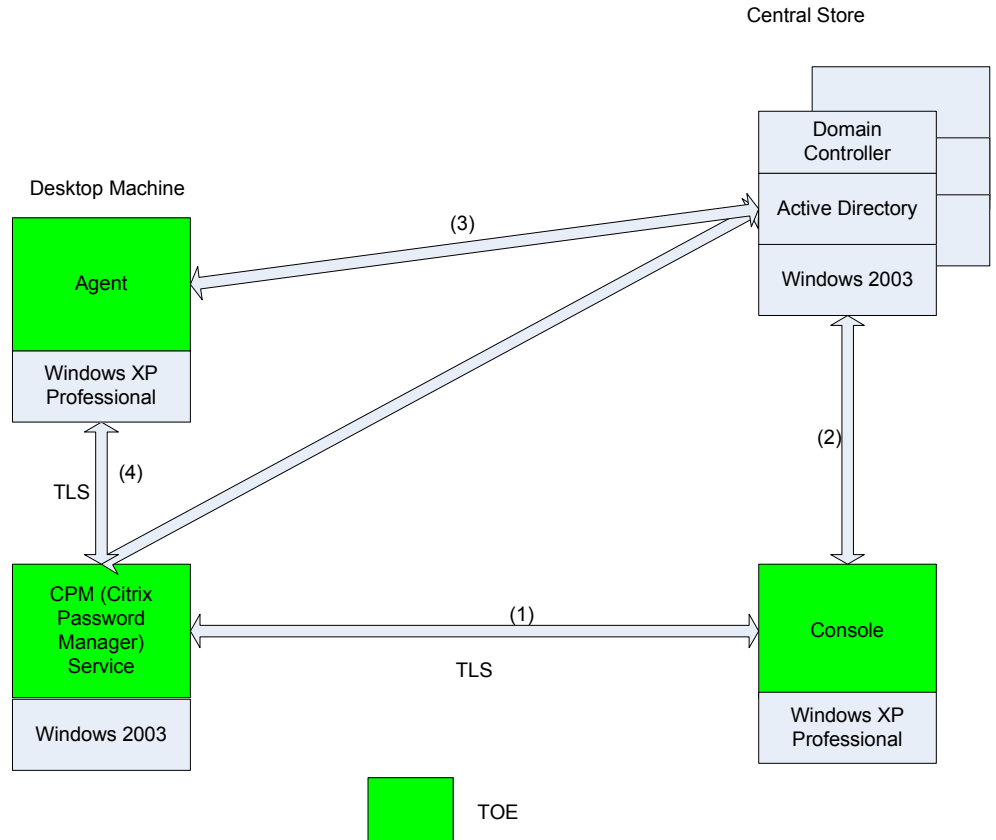 Central Store
Domain
Controller
Active Directory
Windows 2003
Desktop Machine
Agent
Windows XP
Professional
(3)
(2)
(4)
TLS
CPM (Citrix
Password
Manager)
Service
Windows 2003
(1)
TLS
Console
Windows XP
Professional
TOE